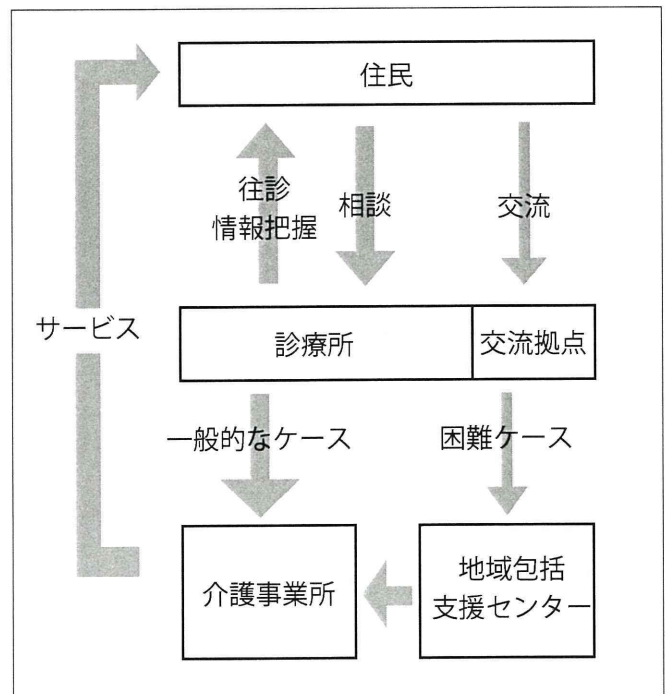 住民
往診
情報把握
相談
交流
サービス
診療所
交流拠点
一般的なケース
困難ケース
介護事業所
地域包括
支援センター